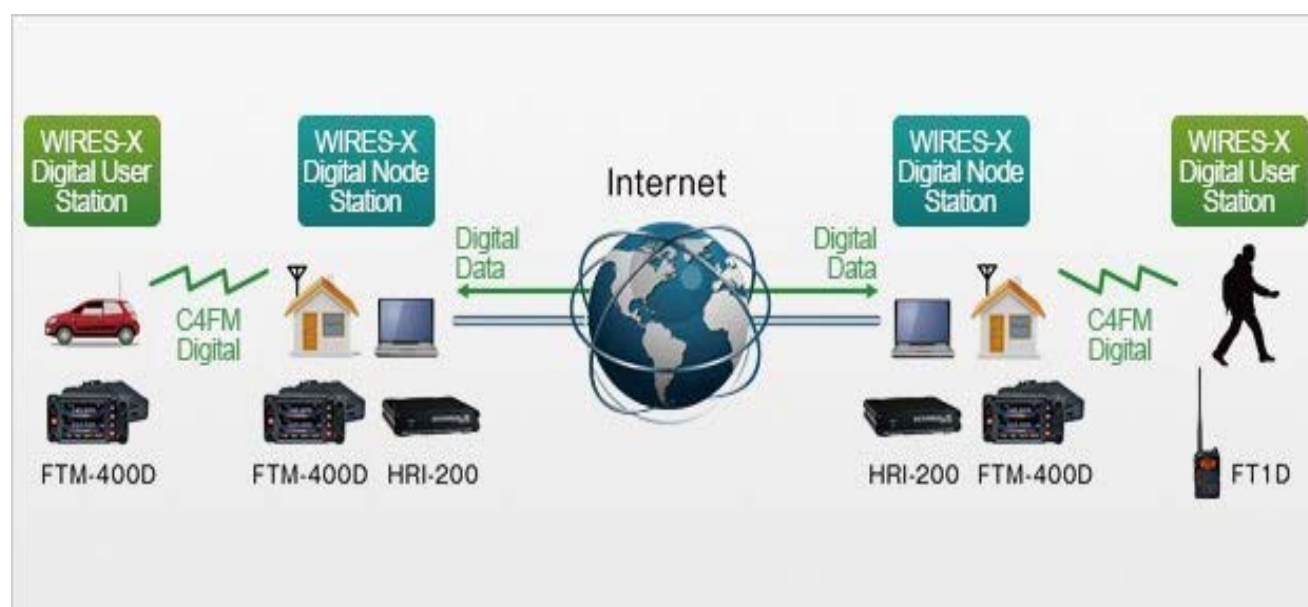 WIRES-X
Digital User
Station
WIRES-X
Digital Node
Station
Internet
WIRES-X
Digital Node
Station
WIRES-X
Digital User
Station
Digital
Data
Digital
Data
C4FM
Digital
C4FM
Digital
FTM-400D
FTM-400D
HRI-200
HRI-200
FTM-400D
FT1D